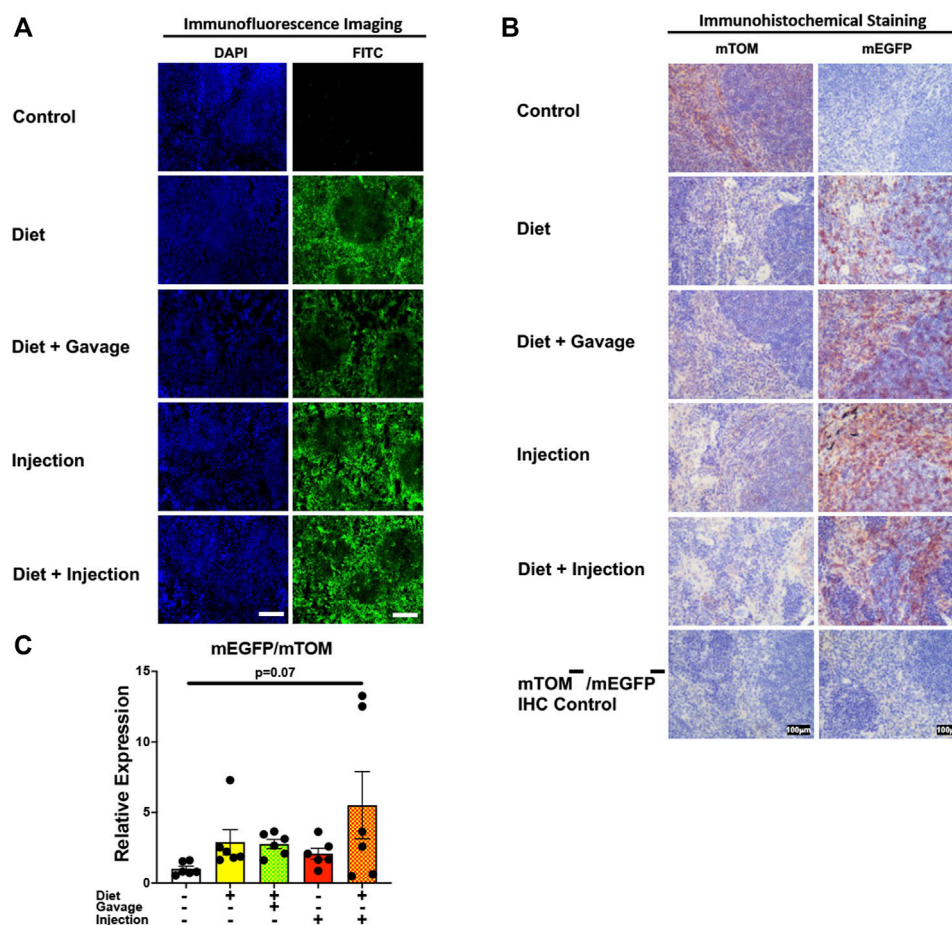 A
Immunofluorescence Imaging
DAPI FITC
Control
Diet
Diet + Gavage
Injection
Diet + Injection
B
Immunohistochemical Staining
mTOM mEGFP
Control
Diet
Diet + Gavage
Injection
Diet + Injection
mTOM⁻/mEGFP⁻
IHC Control
100μm 100μ
C
mEGFP/mTOM
p=0.07
Relative Expression
15
10
5
0
Diet - + + - +
Gavage - - + - -
Injection - - - + +